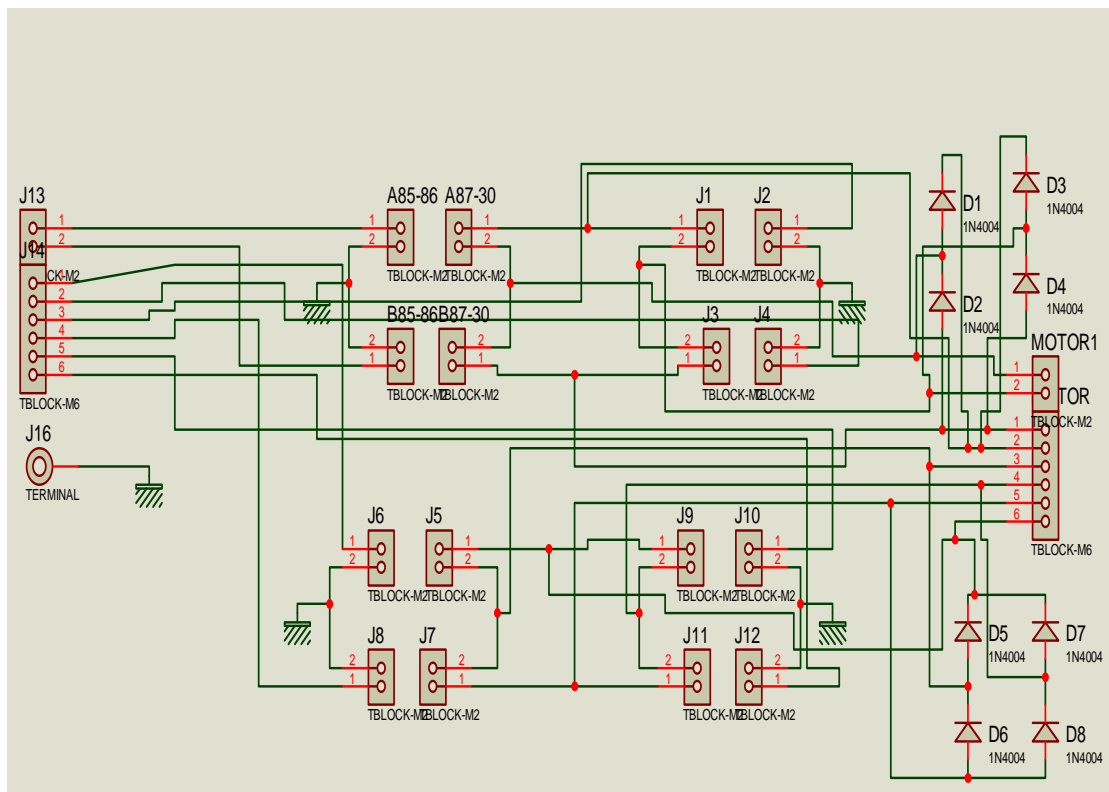 J13
1
2
J14
CK-M2
1
2
3
4
5
6
TBLOCK-M6
J16
TERMINAL
A85-86
1
2
TBLOCK-M2
A87-30
1
2
TBLOCK-M2
J1
1
2
TBLOCK-M2
J2
1
2
TBLOCK-M2
B85-86
2
1
TBLOCK-M2
B87-30
2
1
TBLOCK-M2
J3
2
1
TBLOCK-M2
J4
2
1
TBLOCK-M2
D1
1N4004
D3
1N4004
D2
1N4004
D4
1N4004
MOTOR1
1
2
TOR
TBLOCK-M2
1
2
3
4
5
6
TBLOCK-M6
J6
1
2
TBLOCK-M2
J5
1
2
TBLOCK-M2
J9
1
2
TBLOCK-M2
J10
1
2
TBLOCK-M2
J8
2
1
TBLOCK-M2
J7
2
1
TBLOCK-M2
J11
2
1
TBLOCK-M2
J12
2
1
TBLOCK-M2
D5
1N4004
D7
1N4004
D6
1N4004
D8
1N4004